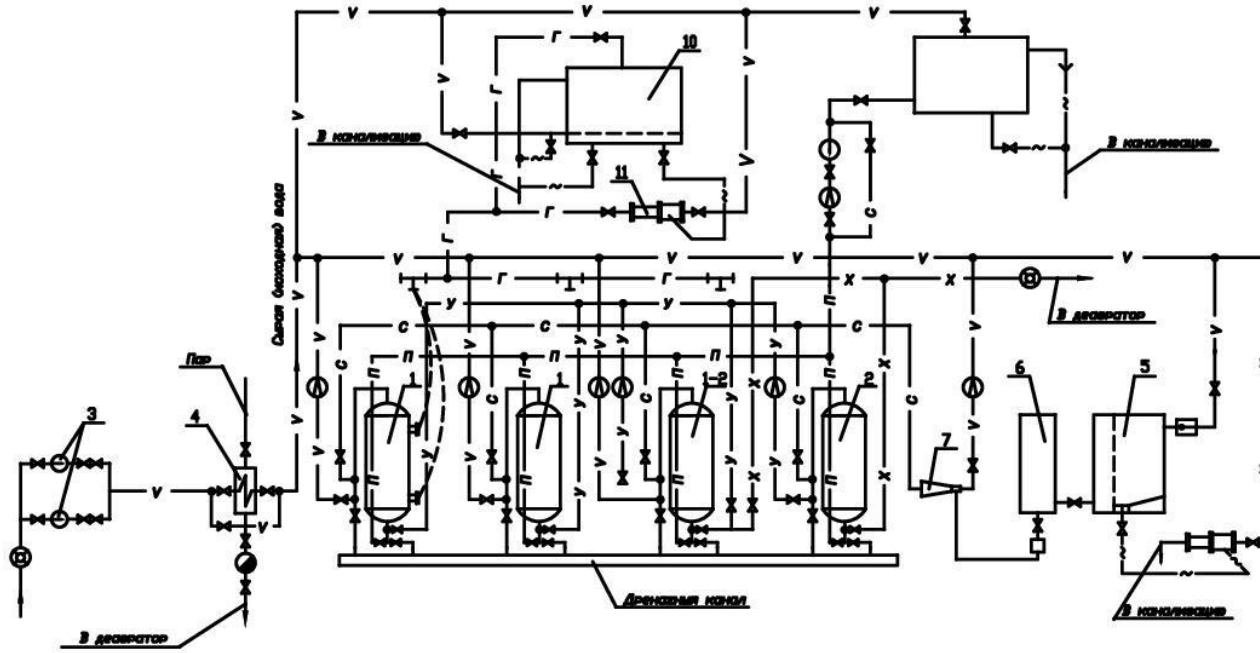 V V V
Г 10
V Г V
V
В канализацию
~
11
Г ~ ~
Г Г
С
В канализацию
~
Сырая (исходная) вода
V V V V V V
Г Г Г Х Х
В деаэратор
У У
С С С С
П П П П
Пар
1 1 1-2 2
3 4
V V
V
7 6 5
С V
~ ~
В канализацию
Дренажныя канал
В деаэратор